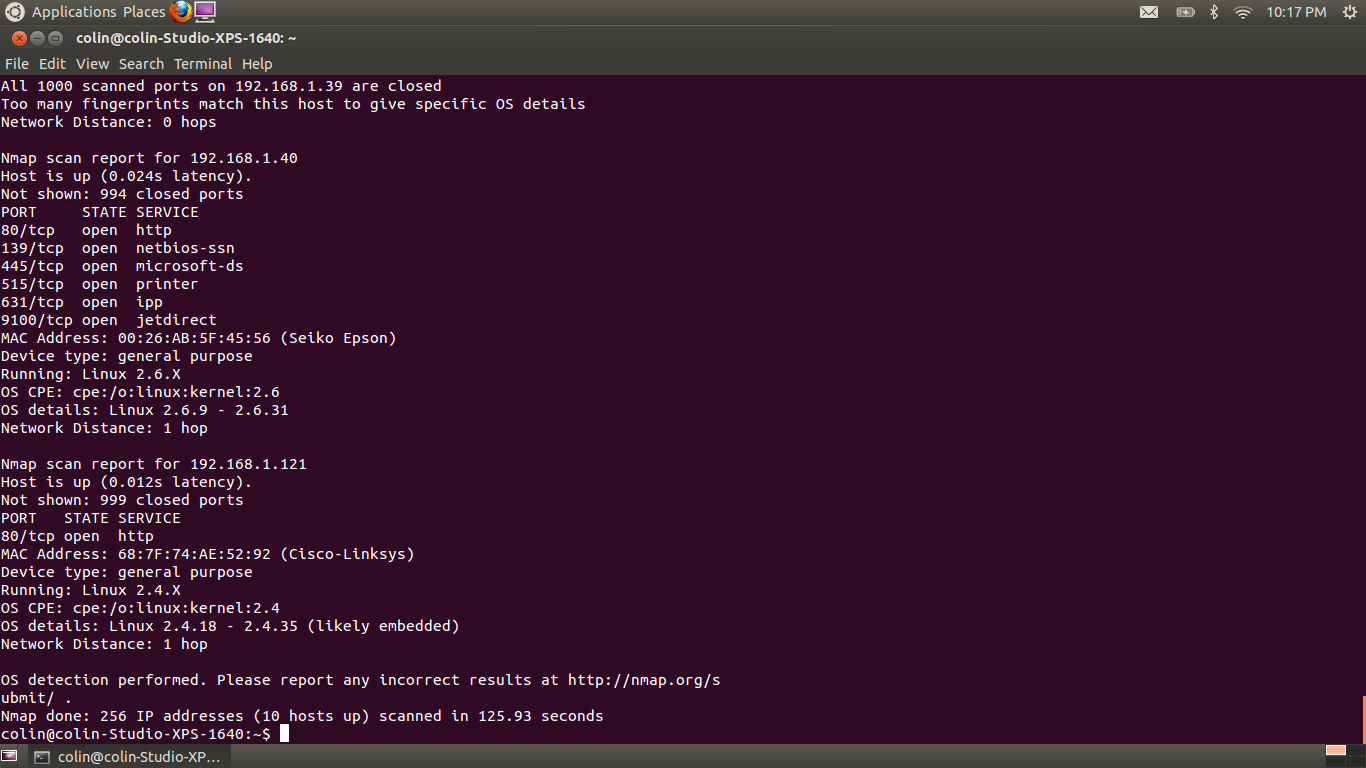 Applications Places 10:17 PM
colin@colin-Studio-XPS-1640: ~
File Edit View Search Terminal Help
All 1000 scanned ports on 192.168.1.39 are closed
Too many fingerprints match this host to give specific OS details
Network Distance: 0 hops
Nmap scan report for 192.168.1.40
Host is up (0.024s latency).
Not shown: 994 closed ports
PORT     STATE SERVICE
80/tcp   open  http
139/tcp  open  netbios-ssn
445/tcp  open  microsoft-ds
515/tcp  open  printer
631/tcp  open  ipp
9100/tcp open  jetdirect
MAC Address: 00:26:AB:5F:45:56 (Seiko Epson)
Device type: general purpose
Running: Linux 2.6.X
OS CPE: cpe:/o:linux:kernel:2.6
OS details: Linux 2.6.9 - 2.6.31
Network Distance: 1 hop
Nmap scan report for 192.168.1.121
Host is up (0.012s latency).
Not shown: 999 closed ports
PORT   STATE SERVICE
80/tcp open  http
MAC Address: 68:7F:74:AE:52:92 (Cisco-Linksys)
Device type: general purpose
Running: Linux 2.4.X
OS CPE: cpe:/o:linux:kernel:2.4
OS details: Linux 2.4.18 - 2.4.35 (likely embedded)
Network Distance: 1 hop
OS detection performed. Please report any incorrect results at http://nmap.org/s
ubmit/ .
Nmap done: 256 IP addresses (10 hosts up) scanned in 125.93 seconds
colin@colin-Studio-XPS-1640:~$
colin@colin-Studio-XP...